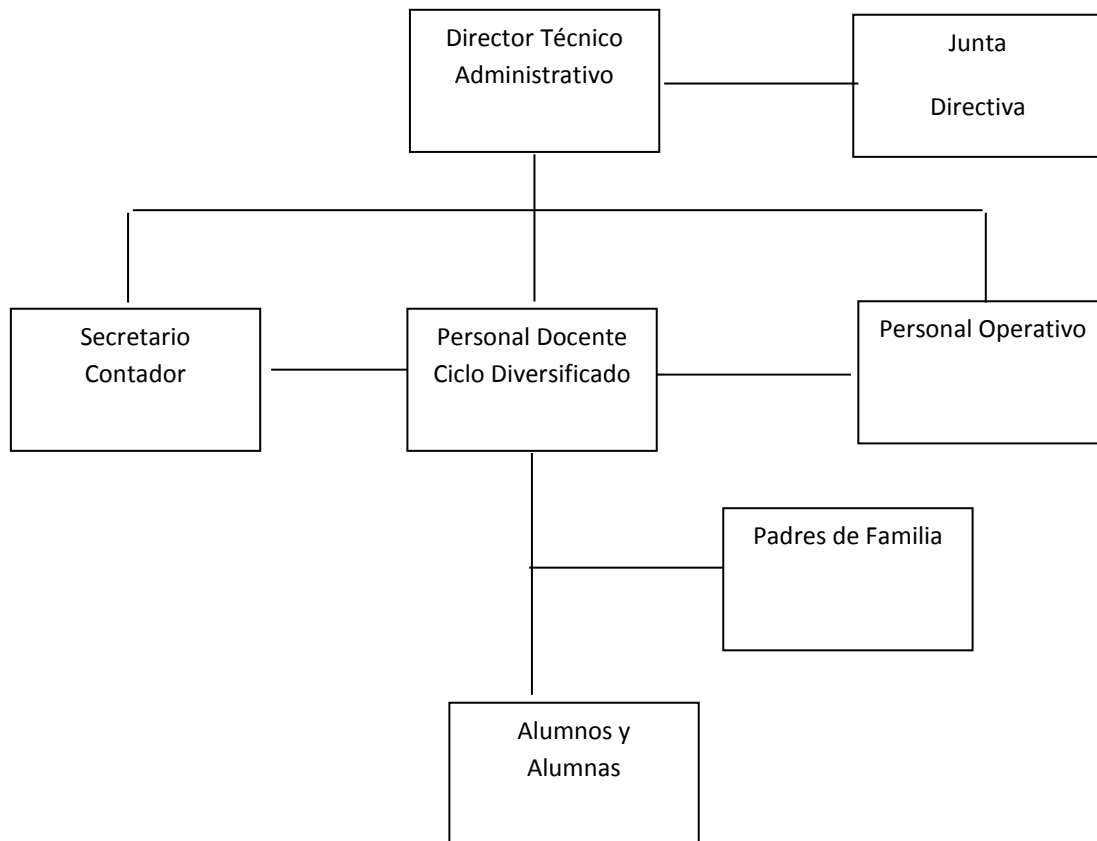 Director Técnico
Administrativo
Junta
Directiva
Secretario
Contador
Personal Docente
Ciclo Diversificado
Personal Operativo
Padres de Familia
Alumnos y
Alumnas